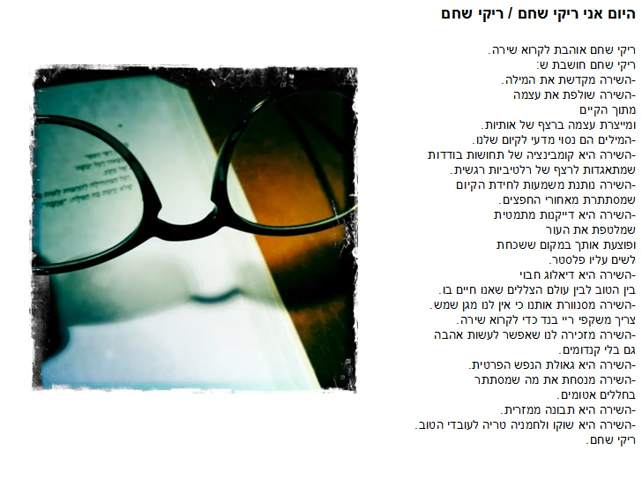 היום אני ריקי שחם / ריקי שחם
ריקי שחם אוהבת לקרוא שירה.
ריקי שחם חושבת ש:
-השירה מקדשת את המילה.
-השירה שולפת את עצמה
מתוך הקיים
ומייצרת עצמה ברצף של אותיות.
-המילים הם נסוי מדעי לקיום שלנו.
-השירה היא קומבינציה של תחושות בודדות
שמתאגדות לרצף של רלטיביות רגשית.
-השירה נותנת משמעות לחידת הקיום
שמסתתרת מאחורי החפצים.
-השירה היא דייקנות מתמטית
שמלטפת את העור
ופוצעת אותך במקום ששכחת
לשים עליו פלסטר.
-השירה היא דיאלוג חבוי
בין הטוב לבין עולם הצללים שאנו חיים בו.
-השירה מסנוורת אותנו כי אין לנו מגן שמש.
צריך משקפי ריי בנד כדי לקרוא שירה.
-השירה מזכירה לנו שאפשר לעשות אהבה
גם בלי קנדומים.
-השירה היא גאולת הנפש הפרטית.
-השירה מנסחת את מה שמסתתר
בחללים אטומים.
-השירה היא תבונה ממזרית.
-השירה היא שוקו ולחמניה טריה לעובדי הטוב.
ריקי שחם.